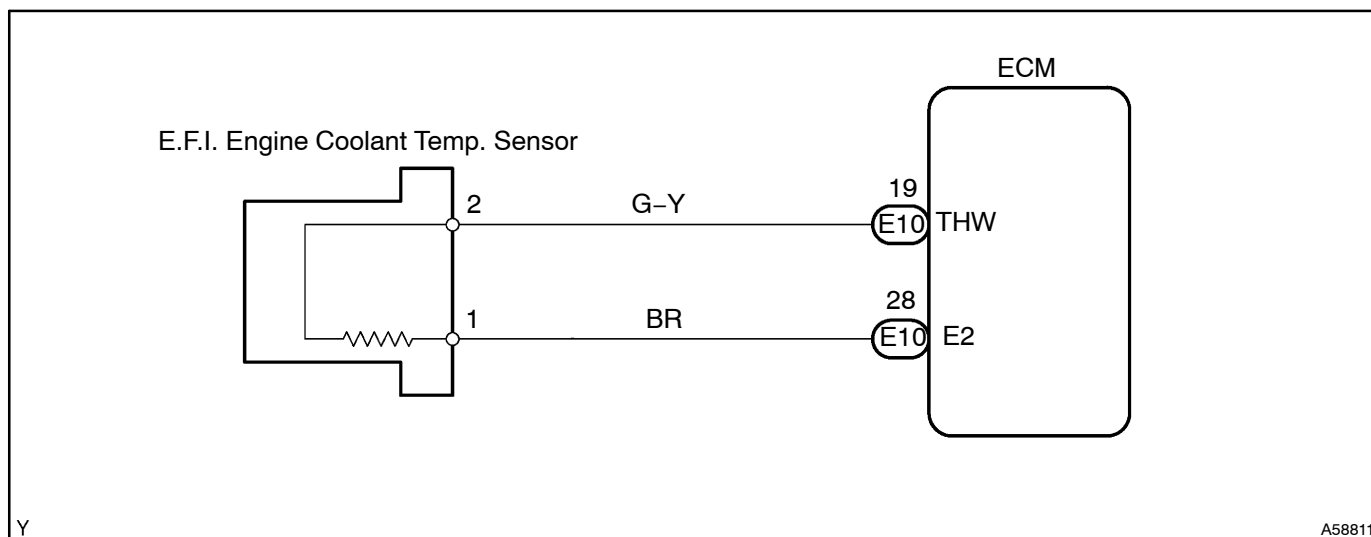 ECM
E.F.I. Engine Coolant Temp. Sensor
2 G−Y 19 E10 THW
1 BR 28 E10 E2
Y A58811